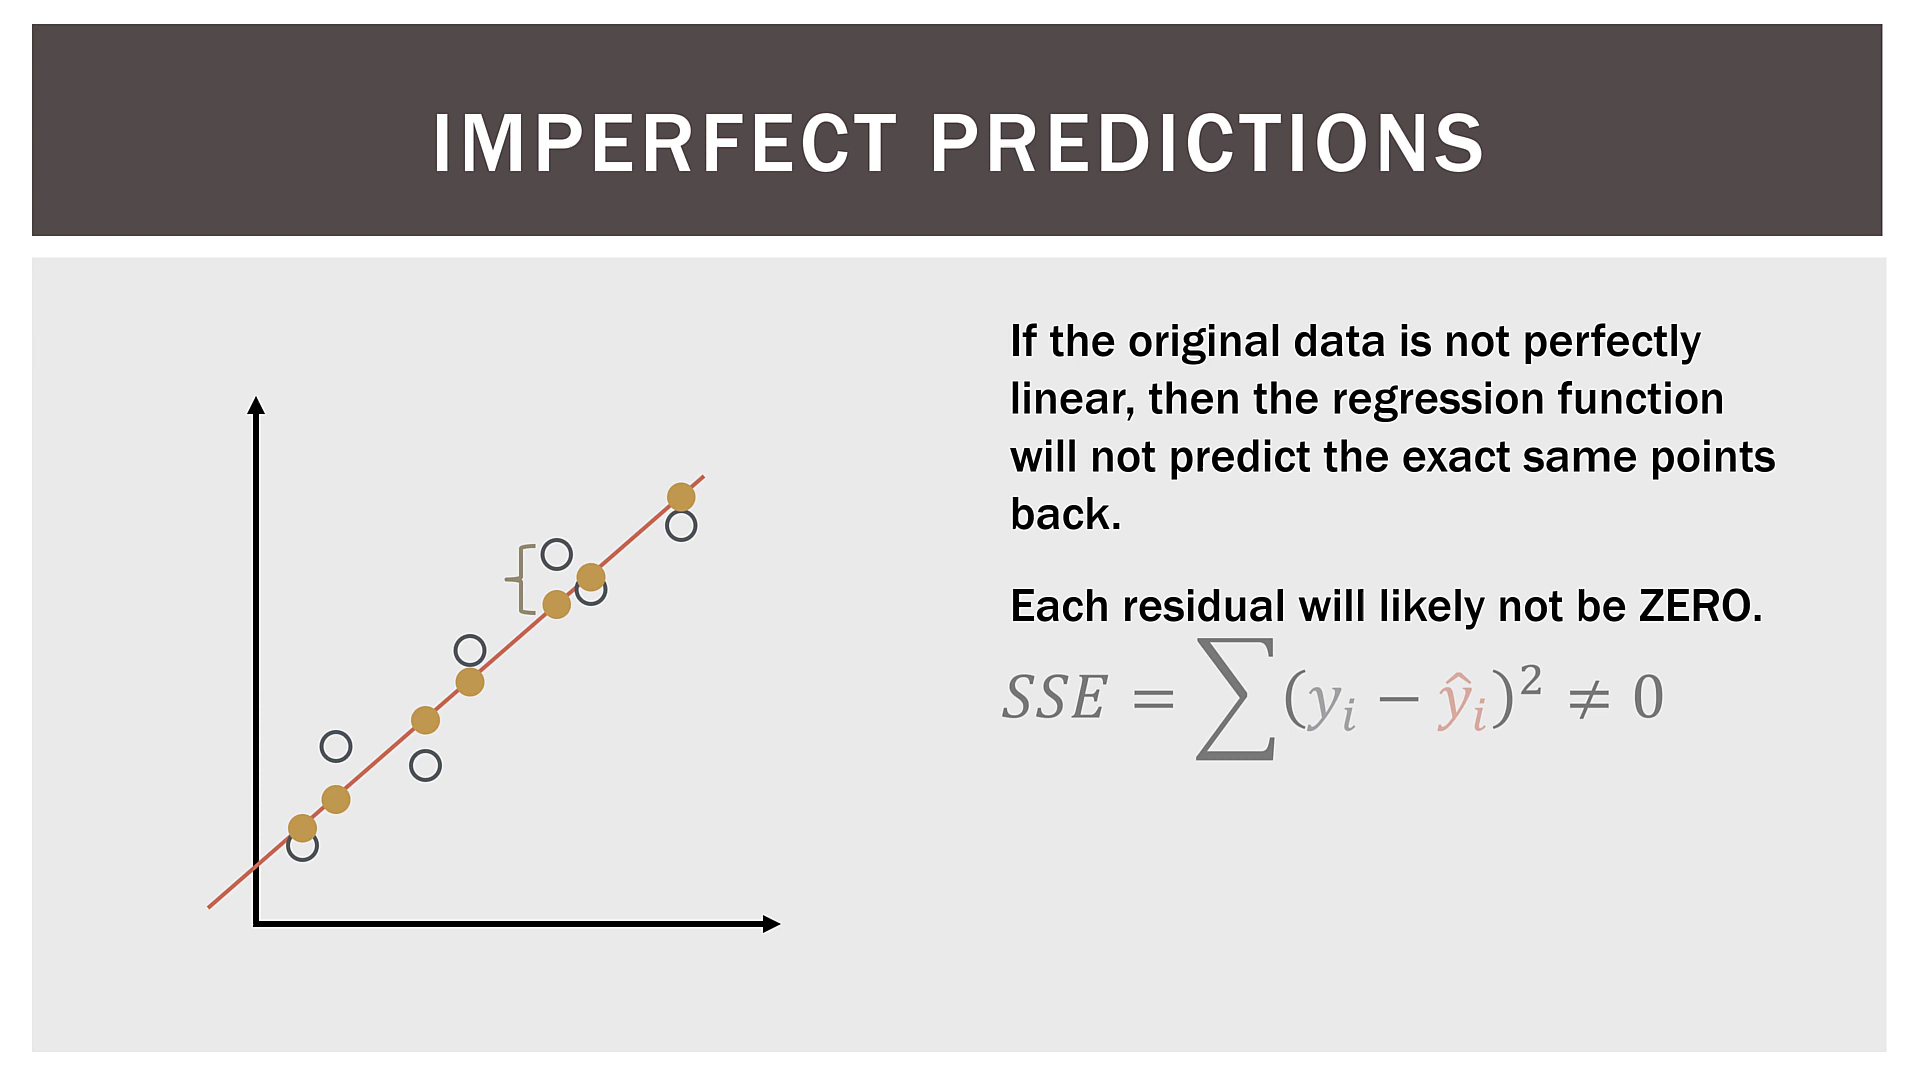 IMPERFECT PREDICTIONS
If the original data is not perfectly
linear, then the regression function
will not predict the exact same points
back.
Each residual will likely not be ZERO.
SSE = ∑(yᵢ − ŷᵢ)² ≠ 0